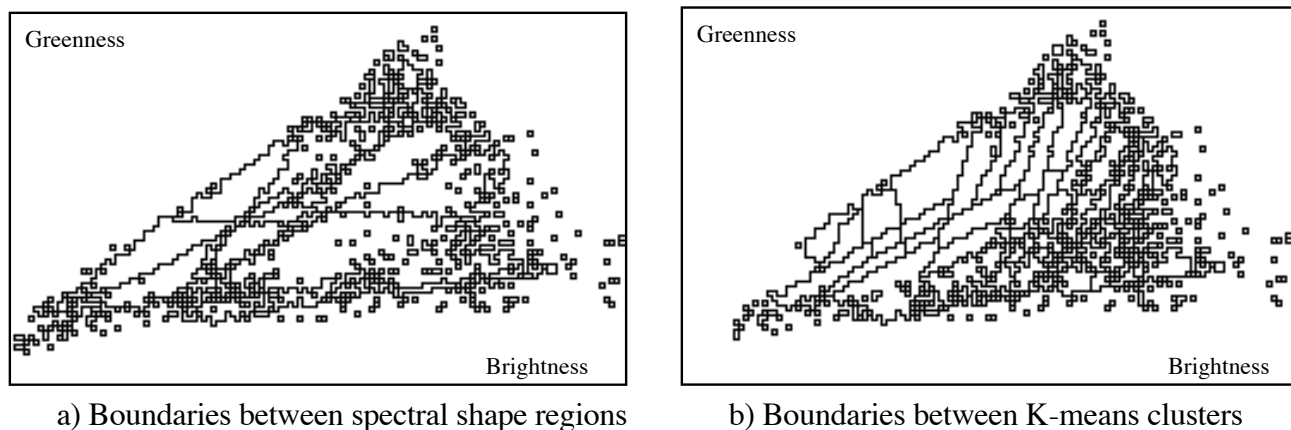 Greenness
Brightness
Greenness
Brightness
a) Boundaries between spectral shape regions
b) Boundaries between K-means clusters